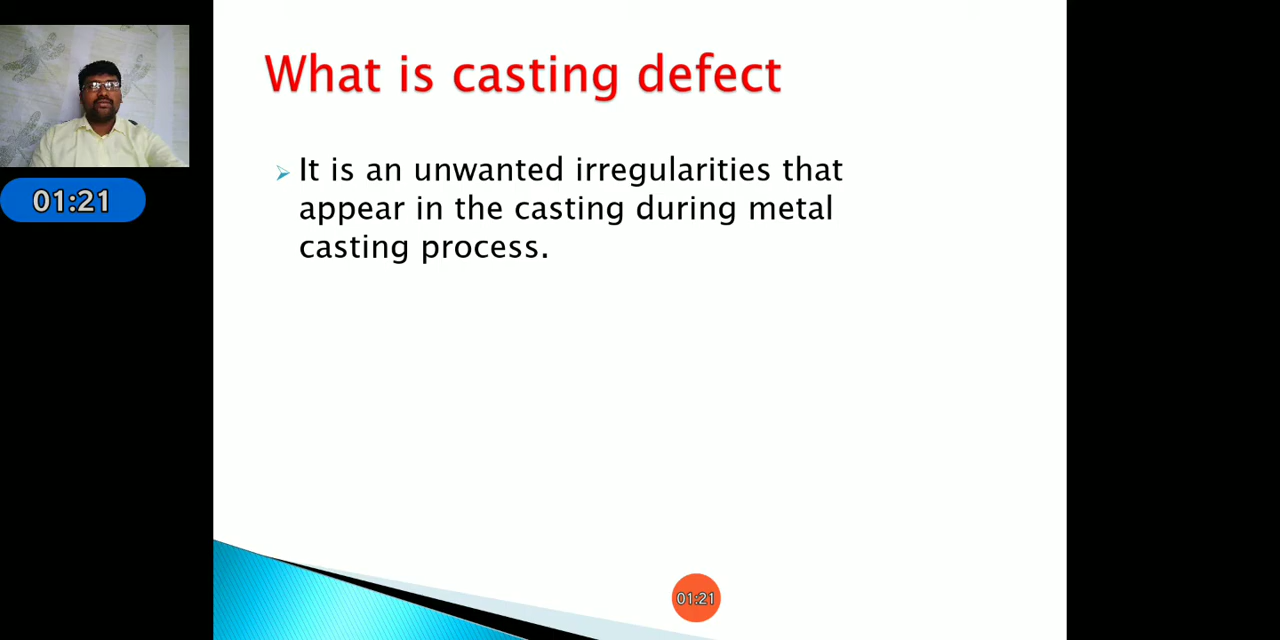 What is casting defect
It is an unwanted irregularities that
appear in the casting during metal
casting process.
01:21
01:21